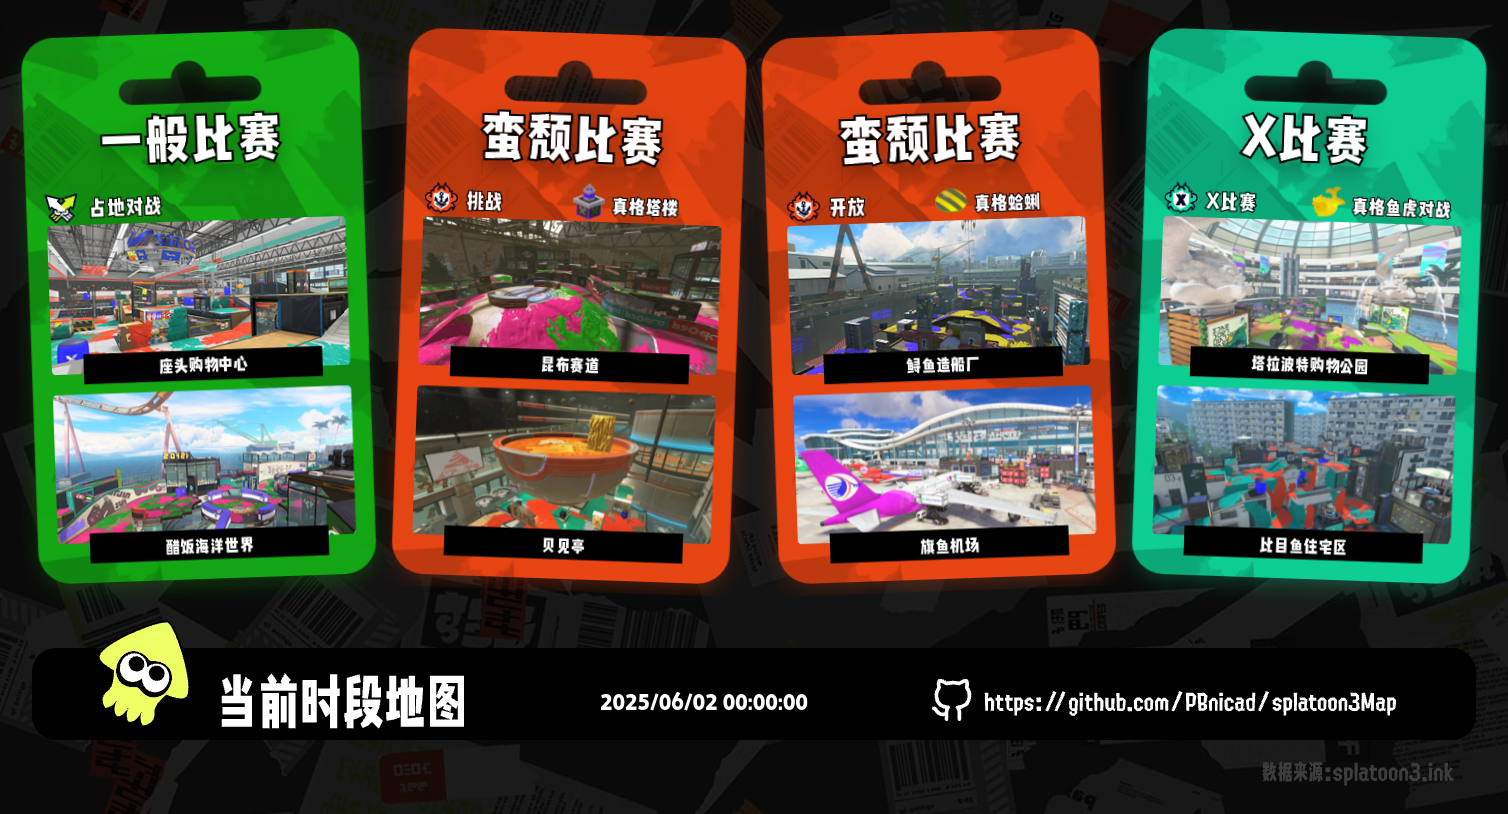 一般比赛
占地对战
座头购物中心
醋饭海洋世界
蛮颓比赛
挑战
真格塔楼
昆布赛道
贝见亭
蛮颓比赛
开放
真格蛤蜊
鲟鱼造船厂
旗鱼机场
X比赛
X比赛
真格鱼虎对战
塔拉波特购物公园
比目鱼住宅区
当前时段地图
2025/06/02 00:00:00
https://github.com/PBnicad/splatoon3Map
数据来源:splatoon3.ink